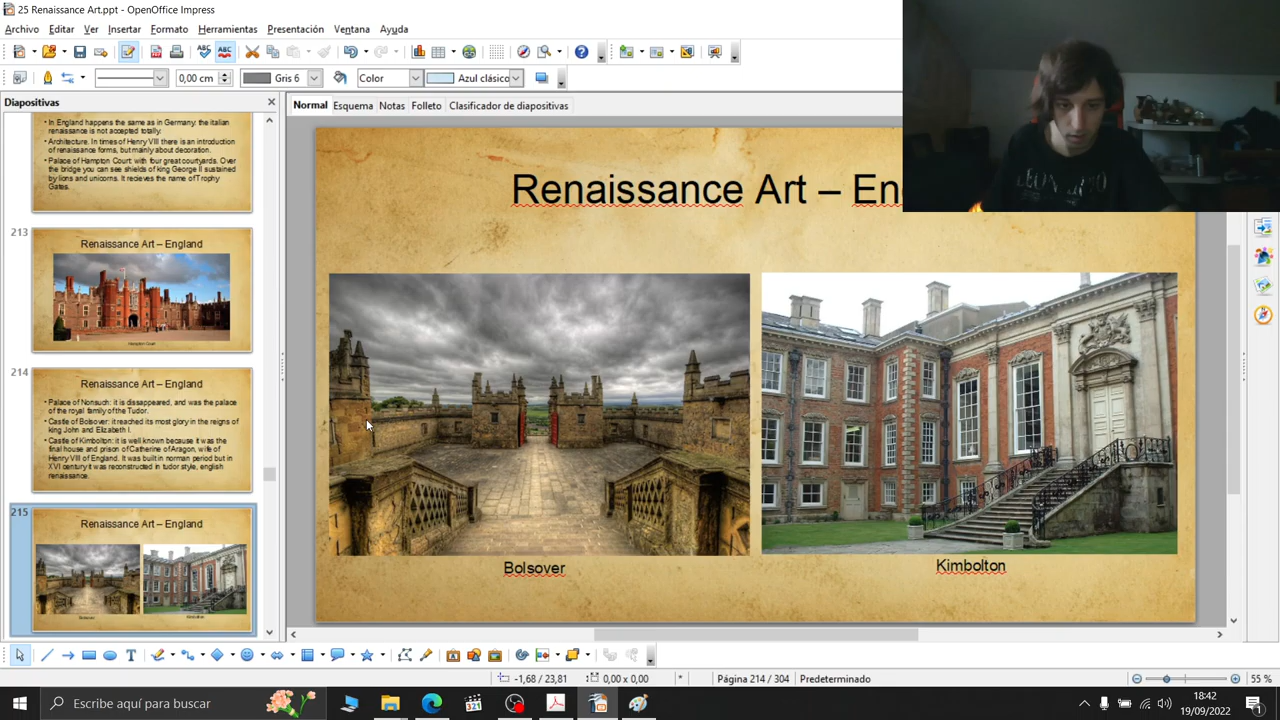 25 Renaissance Art.ppt - OpenOffice Impress
Archivo Editar Ver Insertar Formato Herramientas Presentación Ventana Ayuda
ABC ABC
0,00 cm Gris 6 Color Azul clásico
Diapositivas
Normal Esquema Notas Folleto Clasificador de diapositivas
• In England happens the same as in Germany: the italian
renaissance is not accepted totally.
• Architecture. In times of Henry VIII there is an introduction
of renaissance forms, but mainly about decoration.
• Palace of Hampton Court: with four great courtyards. Over
the bridge you can see shields of king George II sustained
by lions and unicorns. It recieves the name of Trophy
Gates.
213
Renaissance Art – England
Hampton Court
214
Renaissance Art – England
• Palace of Nonsuch: it is disappeared, and was the palace
of the royal family of the Tudor.
• Castle of Bolsover: it reached its most glory in the reigns of
king John and Elizabeth I.
• Castle of Kimbolton: it is well known because it was the
final house and prison of Catherine of Aragon, wife of
Henry VIII of England. It was built in norman period but in
XVI century it was reconstructed in tudor style, english
renaissance.
215
Renaissance Art – England
Bolsover
Kimbolton
Renaissance Art – En
Bolsover
Kimbolton
-1,68 / 23,81 0,00 x 0,00 * Página 214 / 304 Predeterminado 55 %
Escribe aquí para buscar
321
18:42
19/09/2022
1